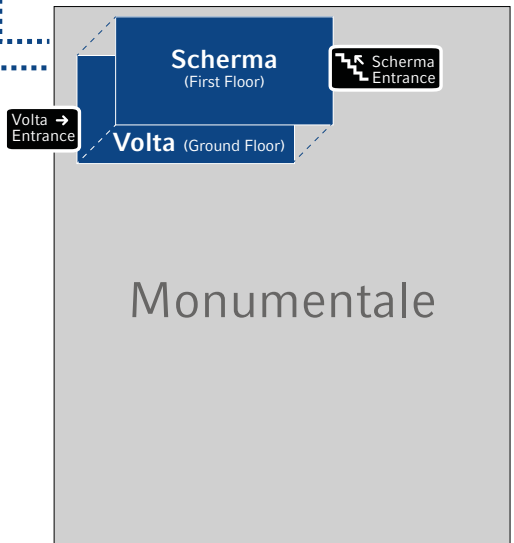 Scherma
(First Floor)
Scherma
Entrance
Volta →
Entrance
Volta (Ground Floor)
Monumentale